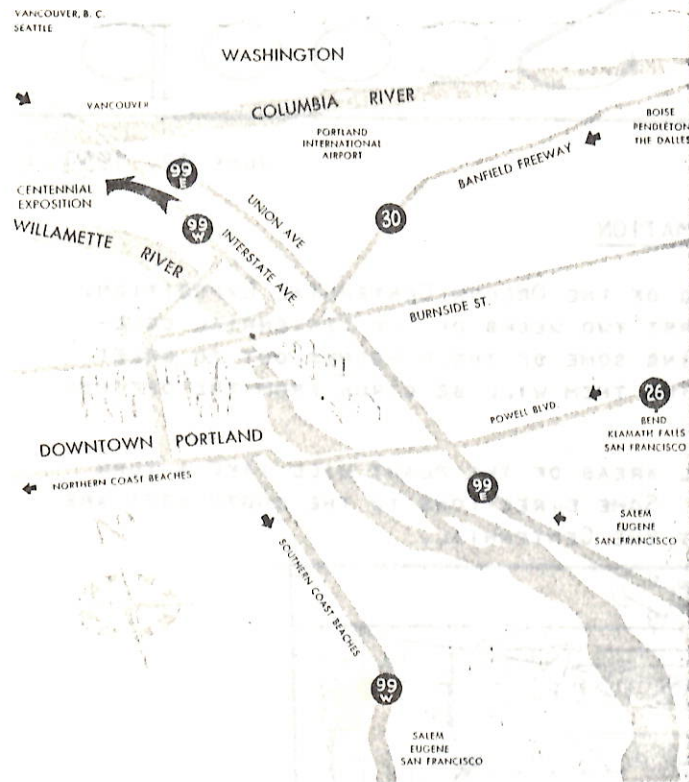 VANCOUVER, B. C.
SEATTLE
WASHINGTON
VANCOUVER
COLUMBIA RIVER
PORTLAND
INTERNATIONAL
AIRPORT
BOISE
PENDLETON
THE DALLES
BANFIELD FREEWAY
99
E
CENTENNIAL
EXPOSITION
UNION AVE
30
99
W
INTERSTATE AVE.
WILLAMETTE RIVER
BURNSIDE ST.
26
POWELL BLVD
BEND
KLAMATH FALLS
SAN FRANCISCO
DOWNTOWN PORTLAND
NORTHERN COAST BEACHES
99
E
SALEM
EUGENE
SAN FRANCISCO
SOUTHERN COAST BEACHES
99
W
SALEM
EUGENE
SAN FRANCISCO